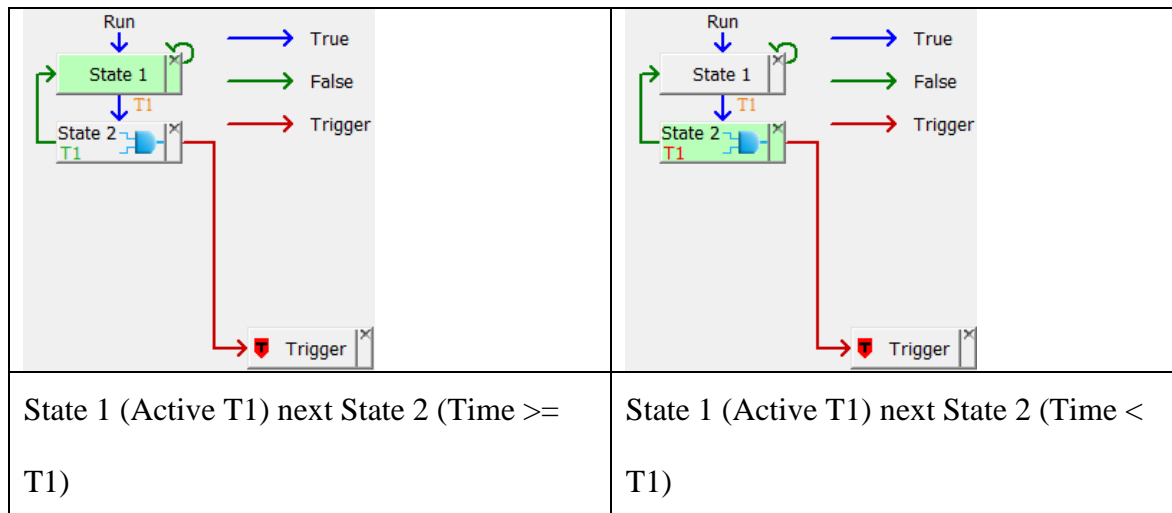 Run
True
State 1
False
T1
State 2
Trigger
T1
T Trigger
Run
True
State 1
False
T1
State 2
Trigger
T1
T Trigger
State 1 (Active T1) next State 2 (Time >=
T1)
State 1 (Active T1) next State 2 (Time <
T1)